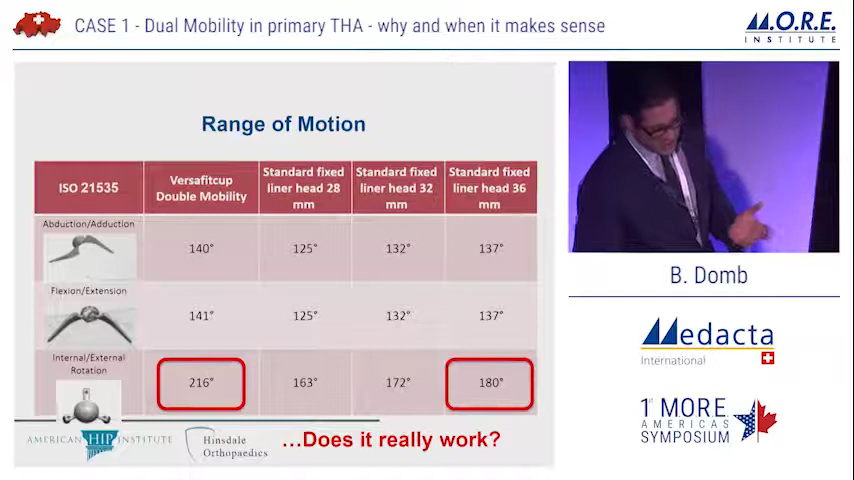 CASE 1 - Dual Mobility in primary THA - why and when it makes sense
M.O.R.E.
INSTITUTE
Range of Motion
ISO 21535
Versafitcup
Double Mobility
Standard fixed
liner head 28
mm
Standard fixed
liner head 32
mm
Standard fixed
liner head 36
mm
Abduction/Adduction
140°
125°
132°
137°
Flexion/Extension
141°
125°
132°
137°
Internal/External
Rotation
216°
163°
172°
180°
AMERICAN HIP INSTITUTE
Hinsdale
Orthopaedics
...Does it really work?
B. Domb
Medacta
International
1st MORE
AMERICAS
SYMPOSIUM